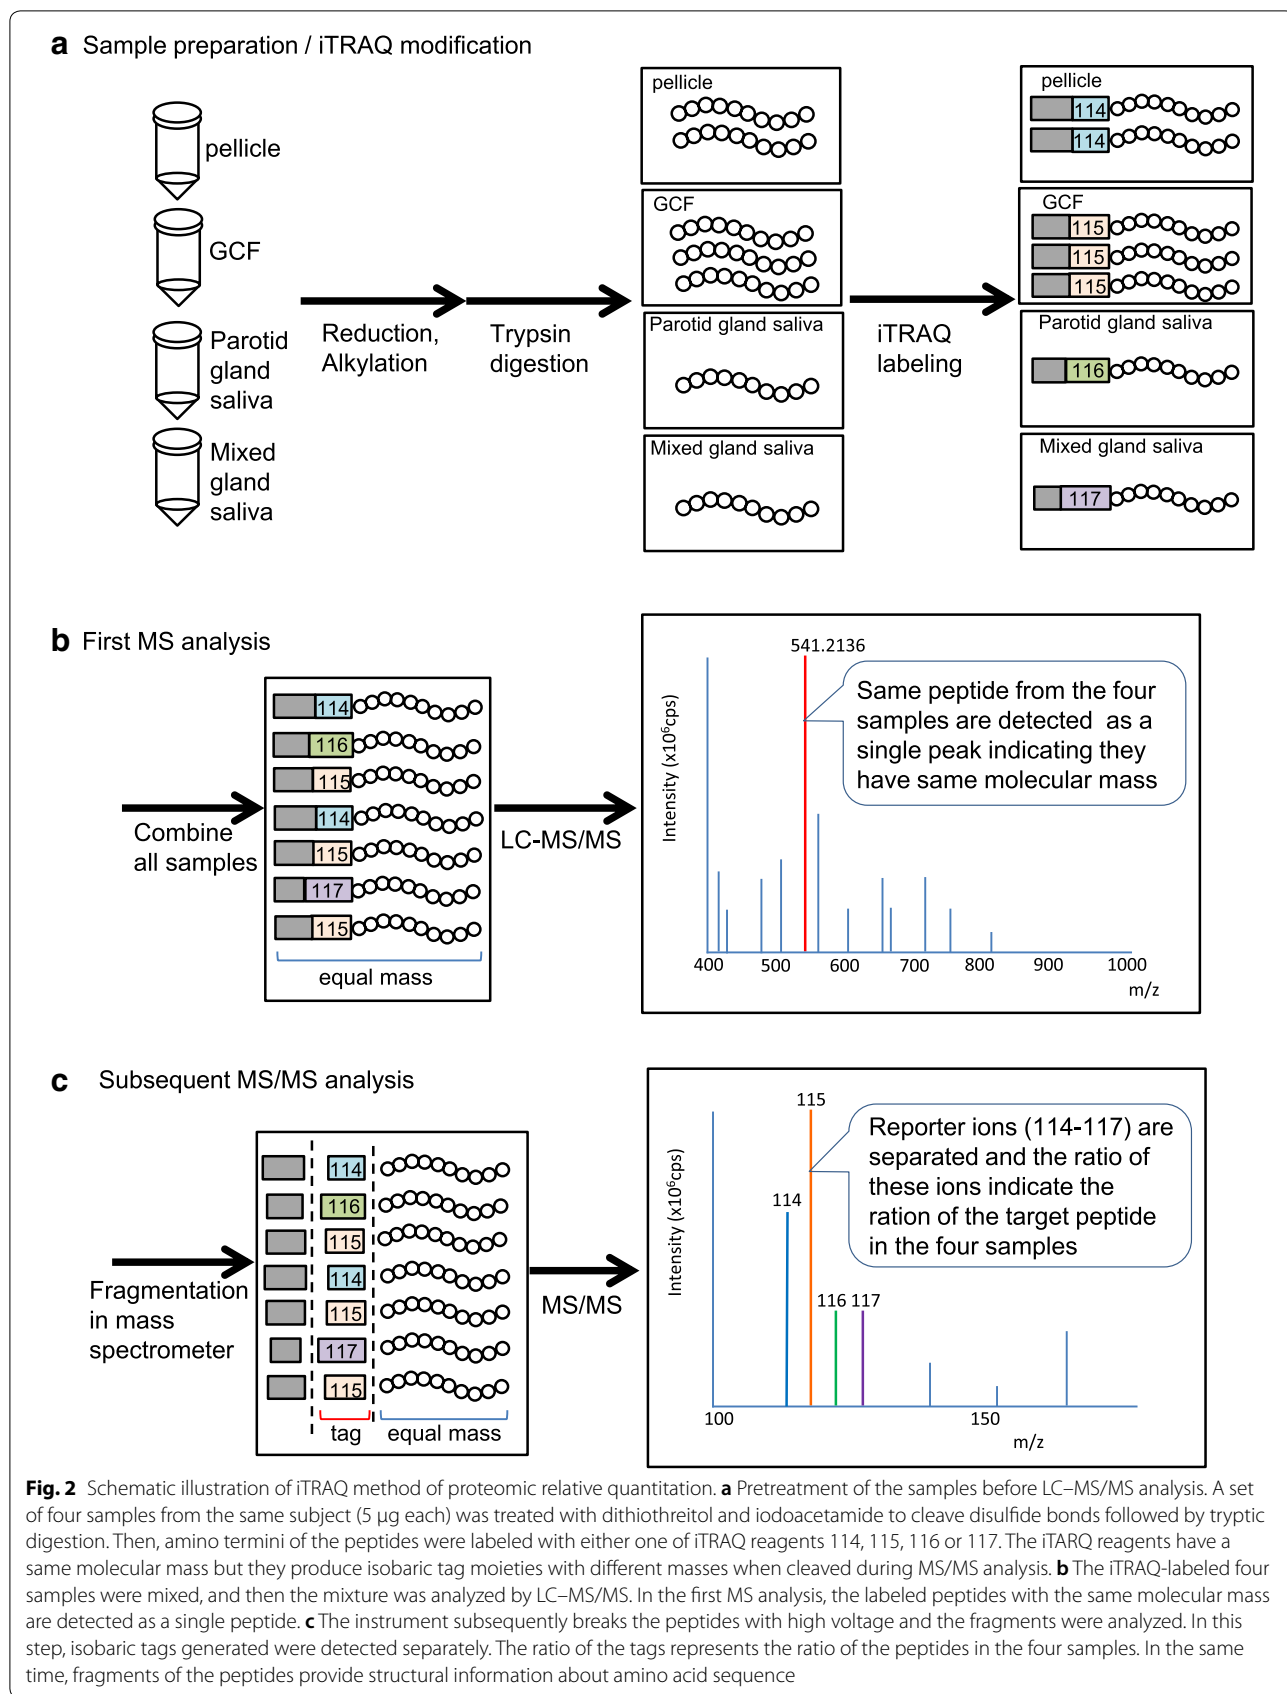 a Sample preparation / iTRAQ modification
pellicle
GCF
Parotid
gland
saliva
Mixed
gland
saliva
Reduction,
Alkylation
Trypsin
digestion
pellicle
GCF
Parotid gland saliva
Mixed gland saliva
iTRAQ
labeling
pellicle
114
114
GCF
115
115
115
Parotid gland saliva
116
Mixed gland saliva
117
b First MS analysis
Combine
all samples
114
116
115
114
115
117
115
equal mass
LC-MS/MS
541.2136
Intensity (x10⁶cps)
Same peptide from the four
samples are detected as a
single peak indicating they
have same molecular mass
400 500 600 700 800 900 1000
m/z
c Subsequent MS/MS analysis
Fragmentation
in mass
spectrometer
114
116
115
114
115
117
115
tag equal mass
MS/MS
Intensity (x10⁶cps)
115
114
116 117
Reporter ions (114-117) are
separated and the ratio of
these ions indicate the
ration of the target peptide
in the four samples
100 150
m/z
Fig. 2 Schematic illustration of iTRAQ method of proteomic relative quantitation. a Pretreatment of the samples before LC–MS/MS analysis. A set
of four samples from the same subject (5 μg each) was treated with dithiothreitol and iodoacetamide to cleave disulfide bonds followed by tryptic
digestion. Then, amino termini of the peptides were labeled with either one of iTRAQ reagents 114, 115, 116 or 117. The iTARQ reagents have a
same molecular mass but they produce isobaric tag moieties with different masses when cleaved during MS/MS analysis. b The iTRAQ-labeled four
samples were mixed, and then the mixture was analyzed by LC–MS/MS. In the first MS analysis, the labeled peptides with the same molecular mass
are detected as a single peptide. c The instrument subsequently breaks the peptides with high voltage and the fragments were analyzed. In this
step, isobaric tags generated were detected separately. The ratio of the tags represents the ratio of the peptides in the four samples. In the same
time, fragments of the peptides provide structural information about amino acid sequence